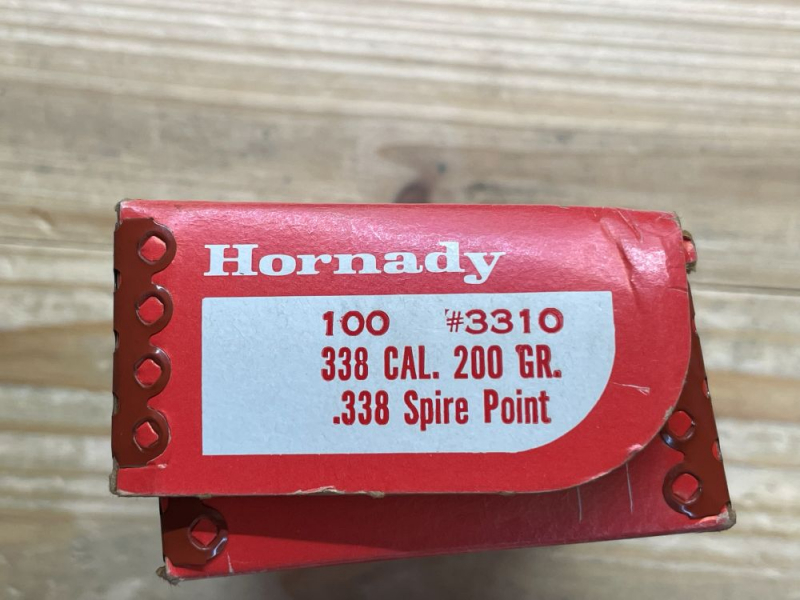 Hornady
100 #3310
338 CAL. 200 GR.
.338 Spire Point